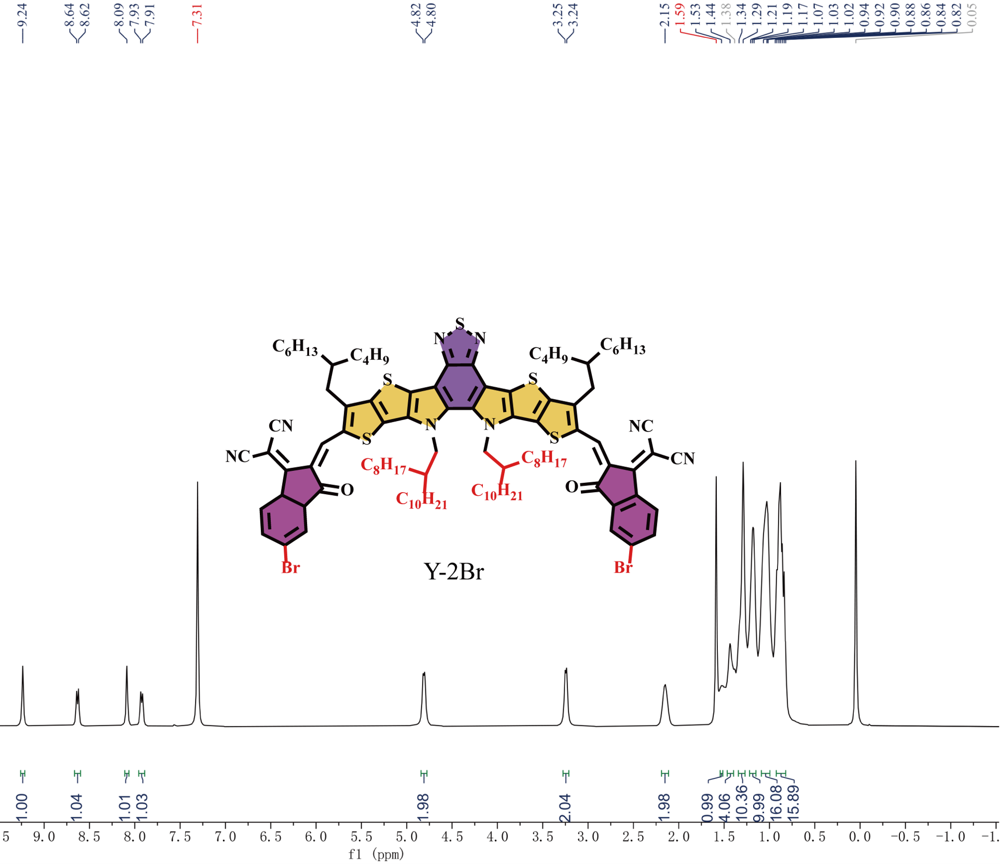 9.24 8.64 8.62 8.09 7.93 7.91 7.31 4.82 4.80 3.25 3.24 2.15 1.59 1.53 1.44 1.38 1.34 1.29 1.21 1.19 1.17 1.07 1.03 1.02 0.94 0.92 0.90 0.88 0.86 0.84 0.82 0.05
S
N N
C6H13 C4H9 C4H9 C6H13
S S
CN S N N S NC
NC C8H17 C8H17 CN
O C10H21 C10H21 O
Br Y-2Br Br
1.00 1.04 1.01 1.03 1.98 2.04 1.98 0.99 4.06 10.36 9.99 16.08 15.89
5 9.0 8.5 8.0 7.5 7.0 6.5 6.0 5.5 5.0 4.5 4.0 3.5 3.0 2.5 2.0 1.5 1.0 0.5 0.0 -0.5 -1.0 -1.
f1 (ppm)